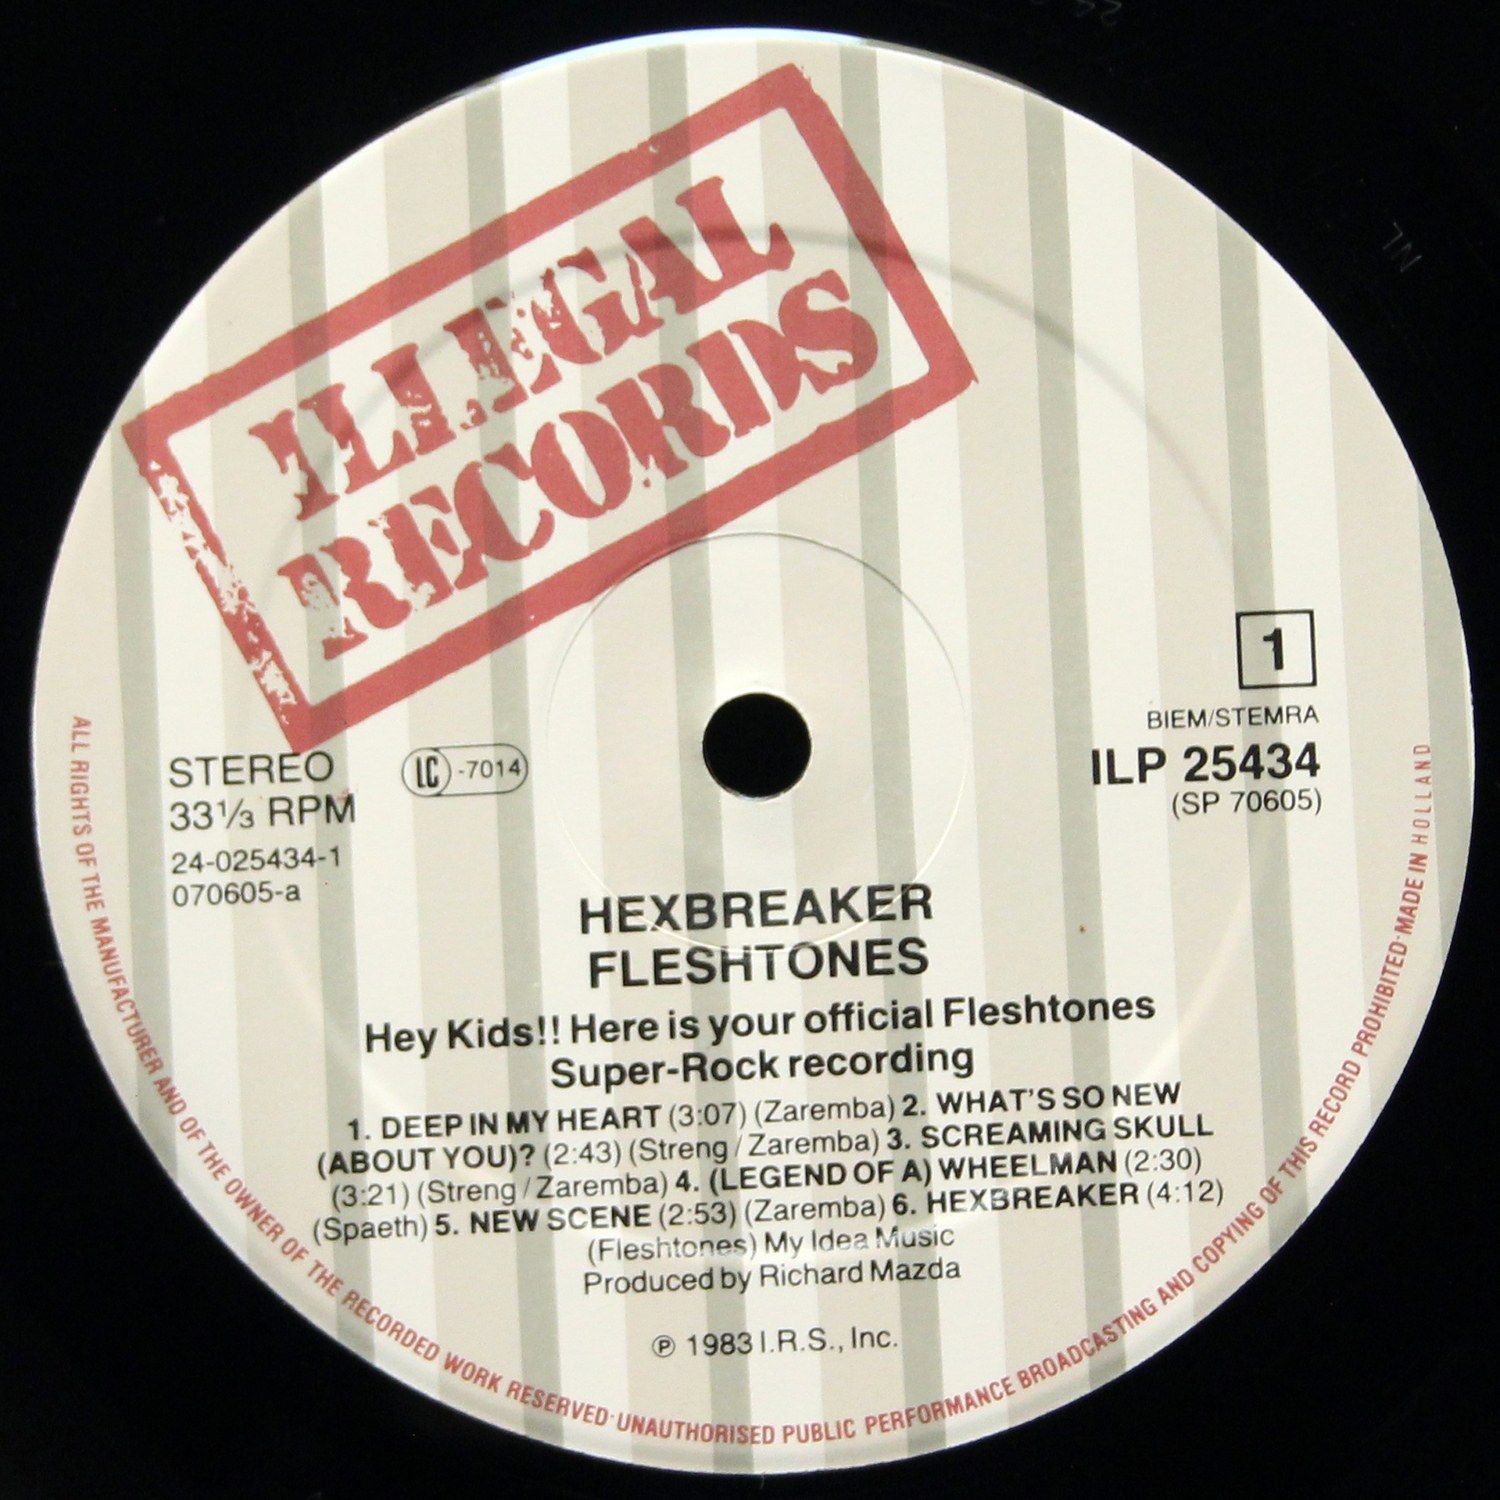 ILLEGAL
RECORDS
1
BIEM/STEMRA
ILP 25434
(SP 70605)
STEREO
33⅓ RPM
24-025434-1
070605-a
LC -7014
HEXBREAKER
FLESHTONES
Hey Kids!! Here is your official Fleshtones
Super-Rock recording
1. DEEP IN MY HEART (3:07) (Zaremba) 2. WHAT'S SO NEW
(ABOUT YOU)? (2:43) (Streng/Zaremba) 3. SCREAMING SKULL
(3:21) (Streng/Zaremba) 4. (LEGEND OF A) WHEELMAN (2:30)
(Spaeth) 5. NEW SCENE (2:53) (Zaremba) 6. HEXBREAKER (4:12)
(Fleshtones) My Idea Music
Produced by Richard Mazda
℗ 1983 I.R.S., Inc.
ALL RIGHTS OF THE MANUFACTURER AND OF THE OWNER OF THE RECORDED WORK RESERVED·UNAUTHORISED PUBLIC PERFORMANCE BROADCASTING AND COPYING OF THIS RECORD PROHIBITED·MADE IN HOLLAND
NL